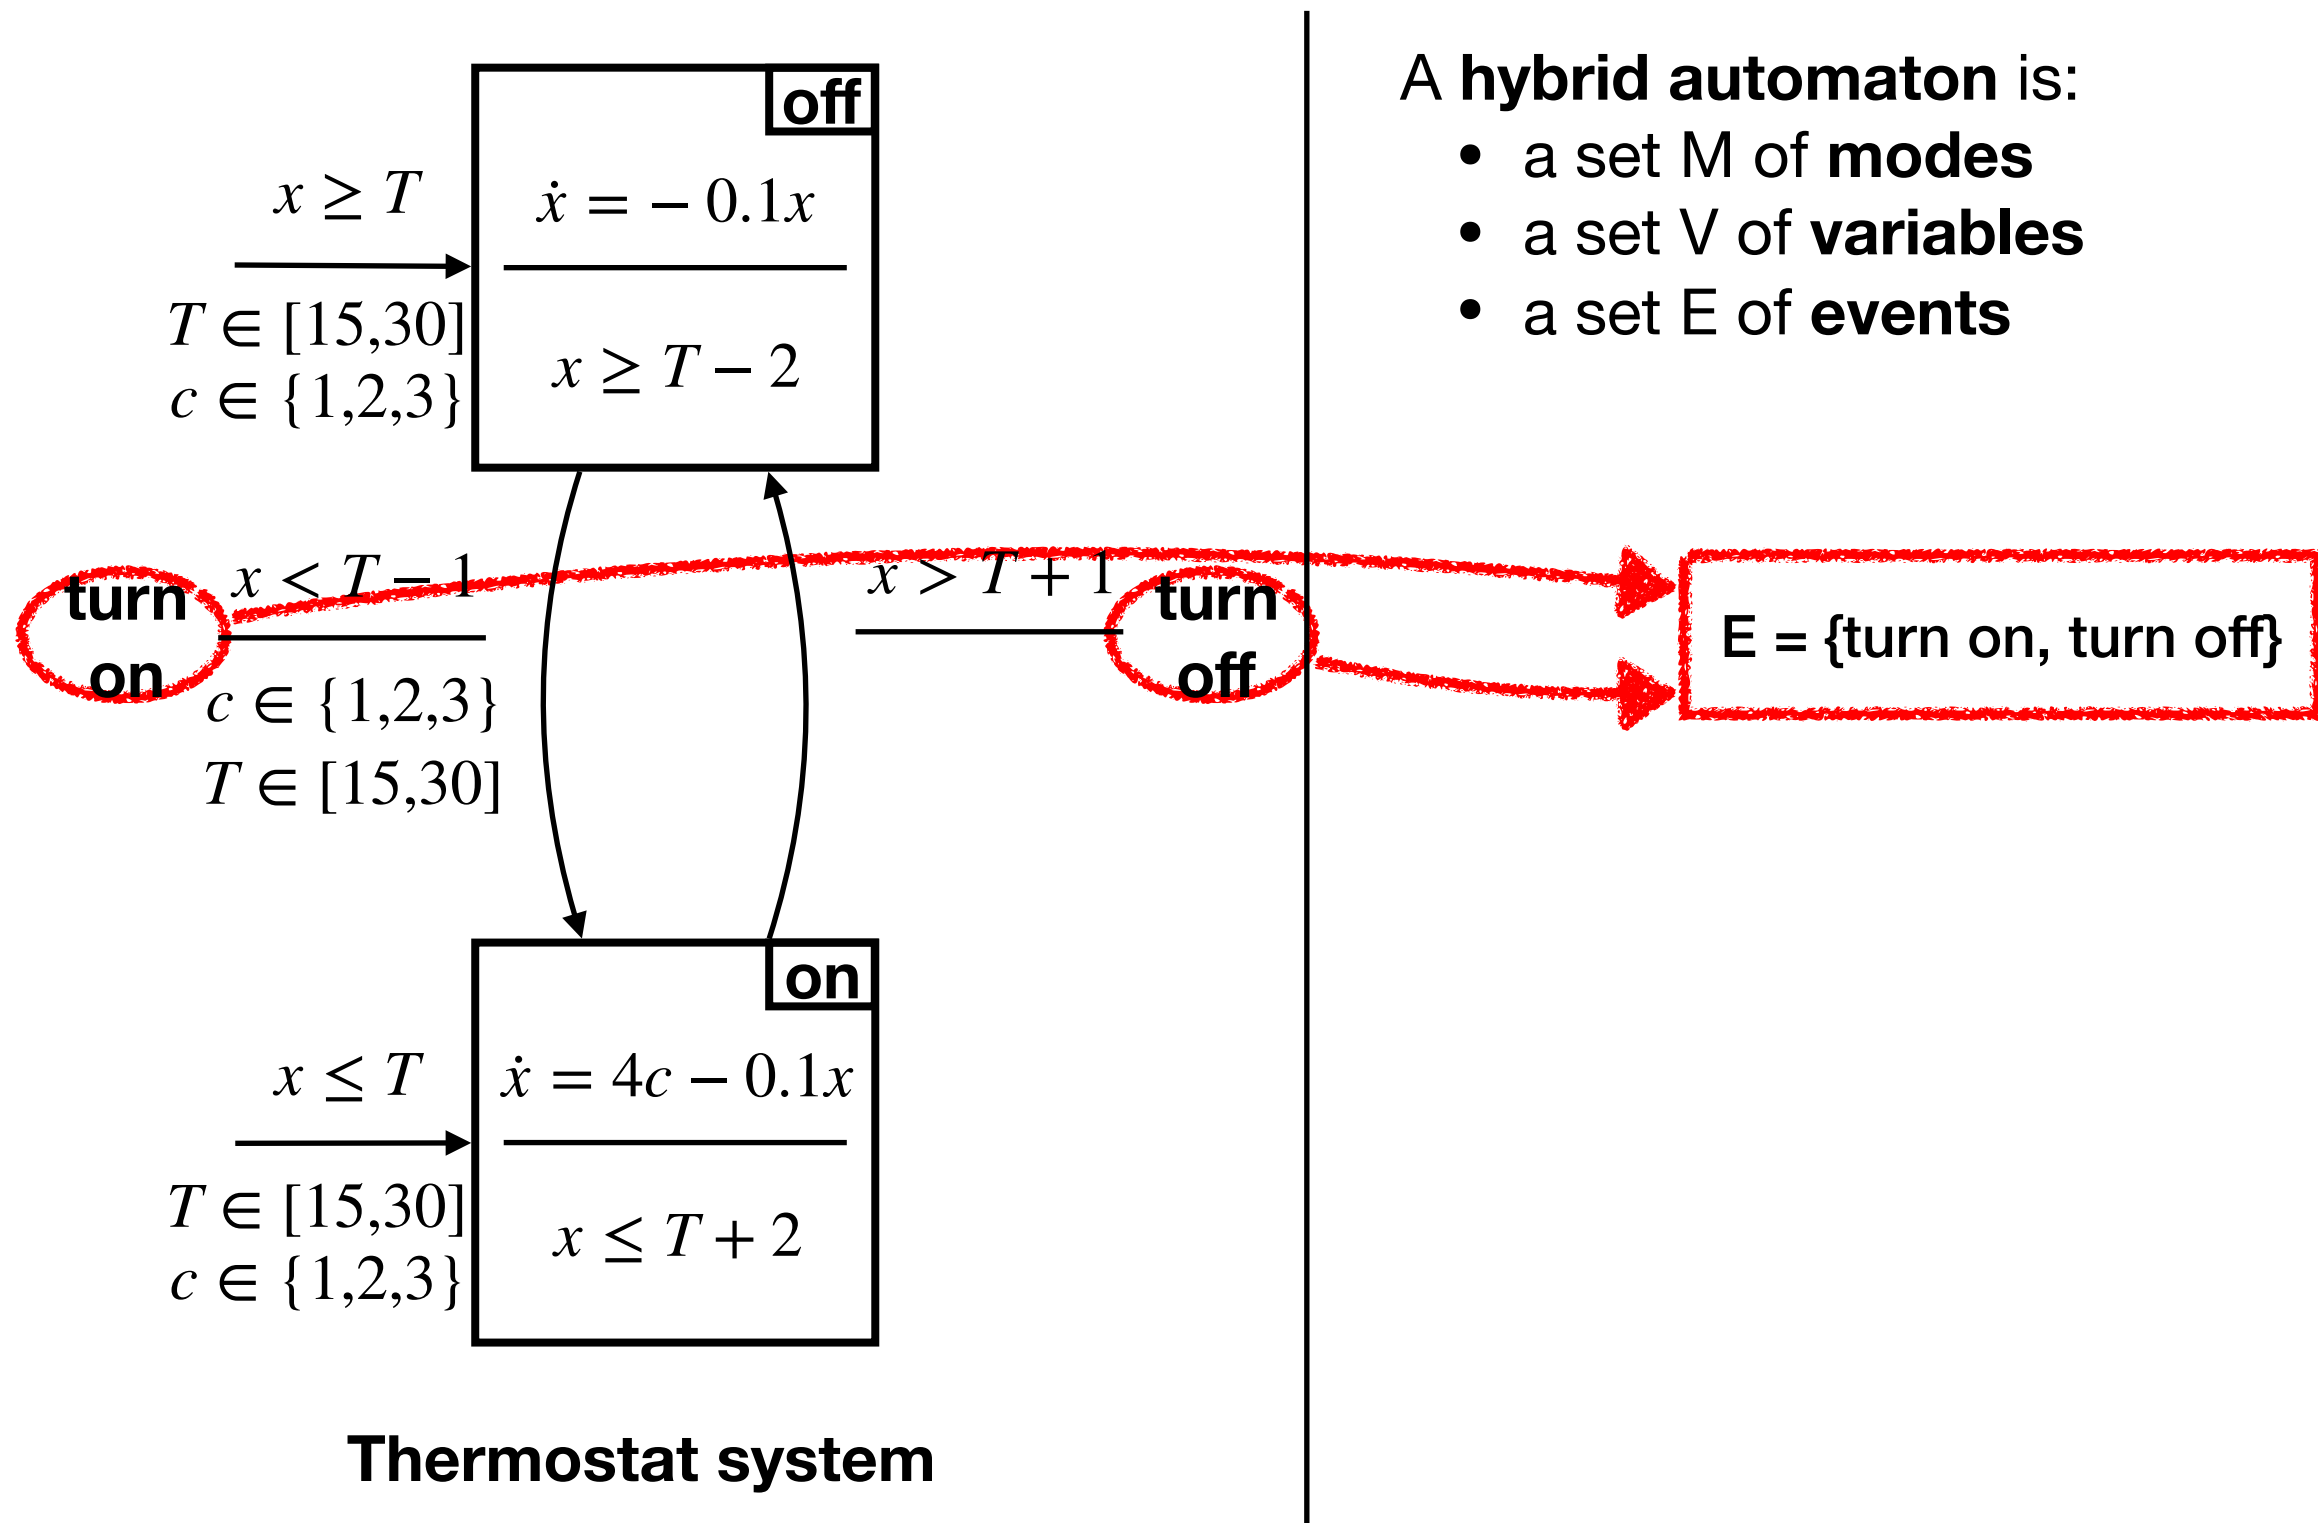 off
x ≥ T
ẋ = − 0.1x
T ∈ [15,30]
c ∈ {1,2,3}
x ≥ T − 2
turn
on
x < T − 1
c ∈ {1,2,3}
T ∈ [15,30]
x > T + 1
turn
off
on
x ≤ T
ẋ = 4c − 0.1x
T ∈ [15,30]
c ∈ {1,2,3}
x ≤ T + 2
Thermostat system
A hybrid automaton is:
• a set M of modes
• a set V of variables
• a set E of events
E = {turn on, turn off}